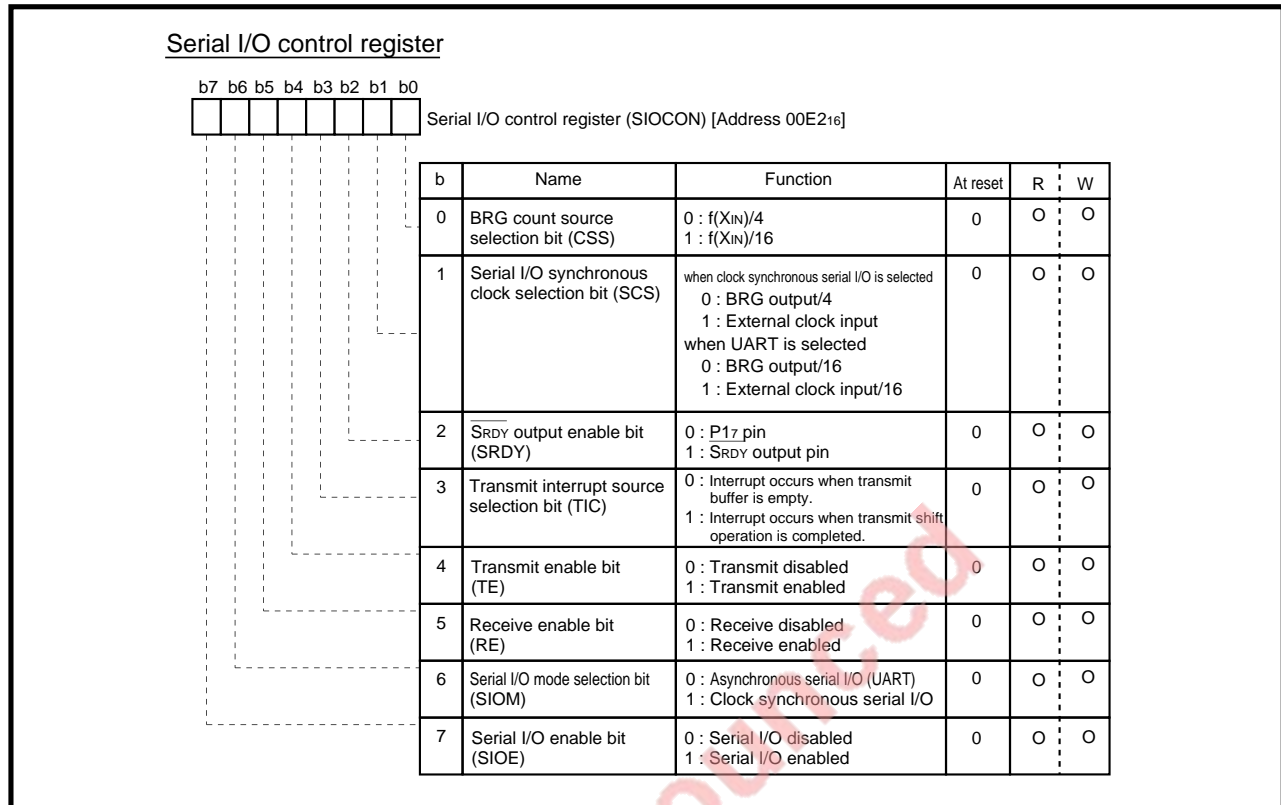 Serial I/O control register
b7 b6 b5 b4 b3 b2 b1 b0
Serial I/O control register (SIOCON) [Address 00E216]
b Name Function At reset R W
0 BRG count source selection bit (CSS) 0 : f(XIN)/4 0 O O
1 : f(XIN)/16
1 Serial I/O synchronous clock selection bit (SCS) when clock synchronous serial I/O is selected 0 O O
0 : BRG output/4
1 : External clock input
when UART is selected
0 : BRG output/16
1 : External clock input/16
2 SRDY output enable bit (SRDY) 0 : P17 pin 0 O O
1 : SRDY output pin
3 Transmit interrupt source selection bit (TIC) 0 : Interrupt occurs when transmit buffer is empty. 0 O O
1 : Interrupt occurs when transmit shift operation is completed.
4 Transmit enable bit (TE) 0 : Transmit disabled 0 O O
1 : Transmit enabled
5 Receive enable bit (RE) 0 : Receive disabled 0 O O
1 : Receive enabled
6 Serial I/O mode selection bit (SIOM) 0 : Asynchronous serial I/O (UART) 0 O O
1 : Clock synchronous serial I/O
7 Serial I/O enable bit (SIOE) 0 : Serial I/O disabled 0 O O
1 : Serial I/O enabled
ounced